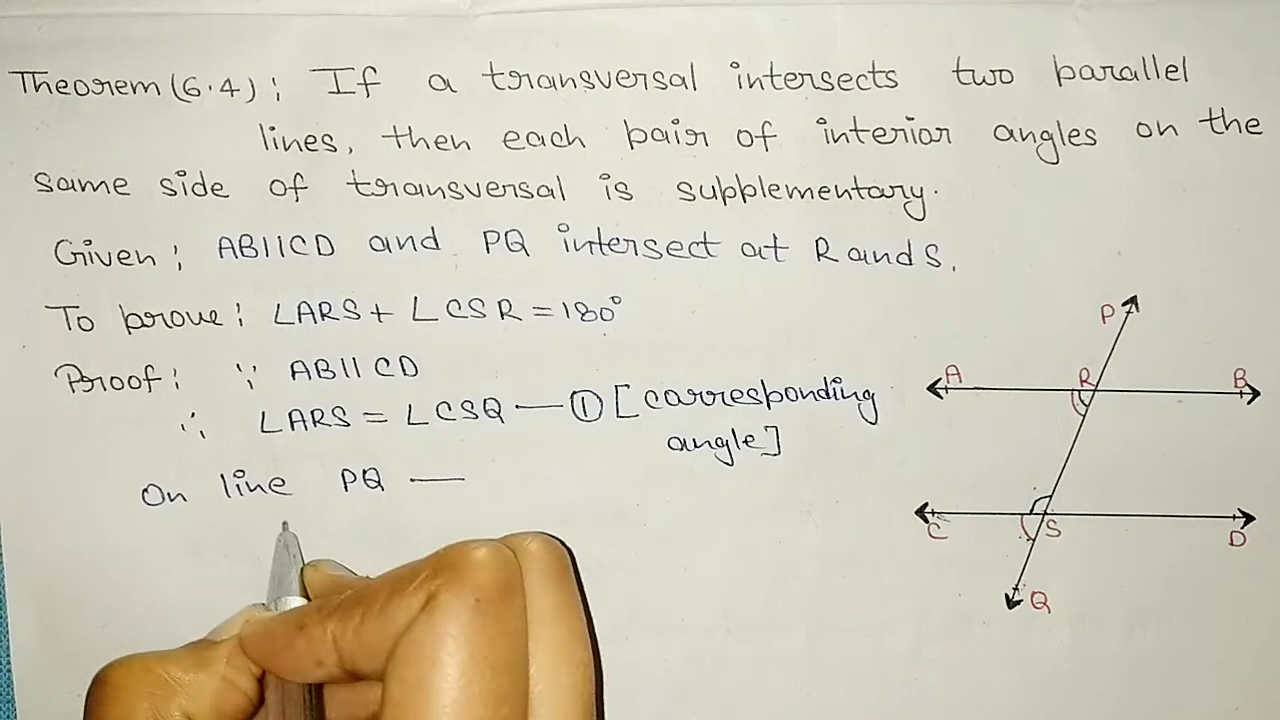 Theorem (6.4) : If a transversal intersects two parallel
lines, then each pair of interior angles on the
same side of transversal is supplementary.
Given : AB||CD and PQ intersect at R and S.
To prove : ∠ARS + ∠CSR = 180°
Proof : ∵ AB||CD
∴ ∠ARS = ∠CSQ — ① [corresponding
angle]
On line PQ —
P
A R B
C S D
Q